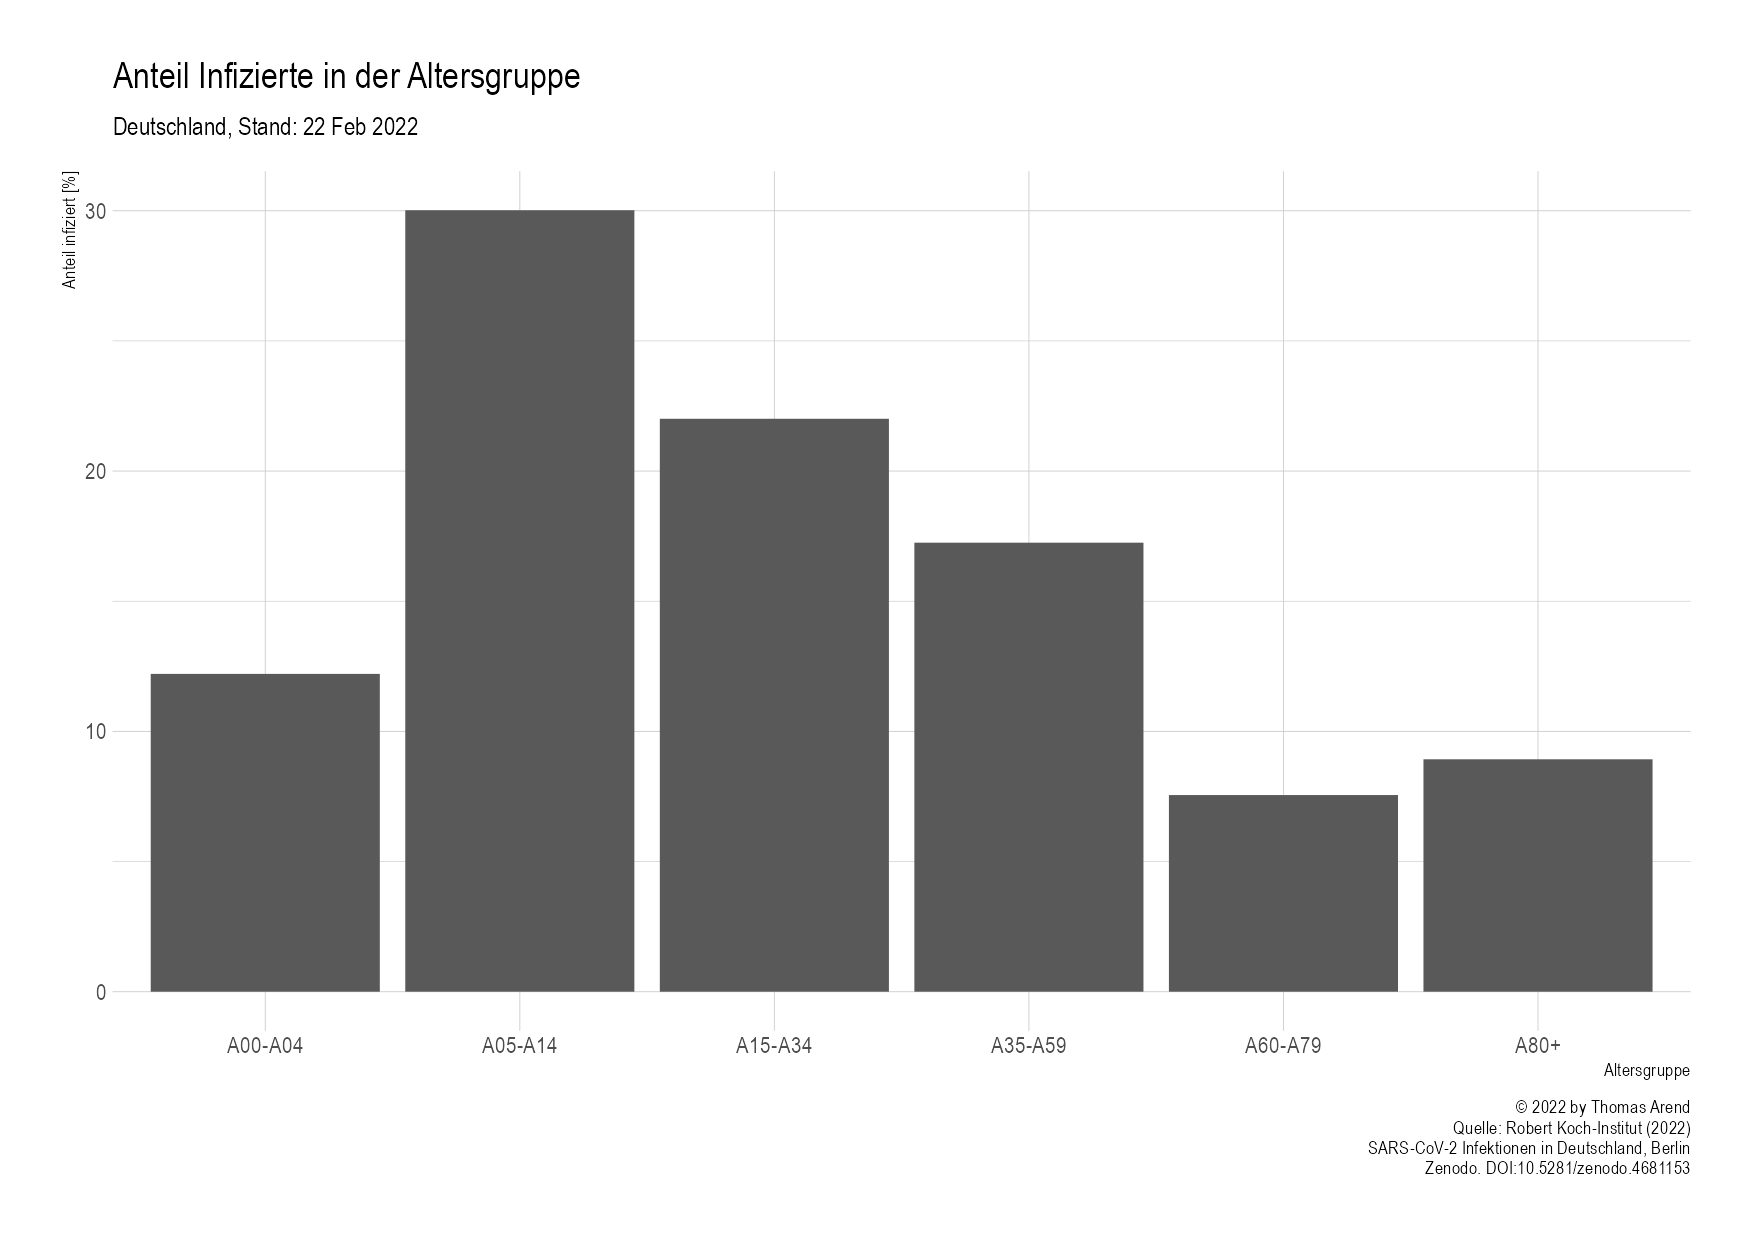 Anteil Infizierte in der Altersgruppe
Deutschland, Stand: 22 Feb 2022
Anteil infiziert [%]
30
20
10
0
A00-A04 A05-A14 A15-A34 A35-A59 A60-A79 A80+
Altersgruppe
© 2022 by Thomas Arend
Quelle: Robert Koch-Institut (2022)
SARS-CoV-2 Infektionen in Deutschland, Berlin
Zenodo. DOI:10.5281/zenodo.4681153